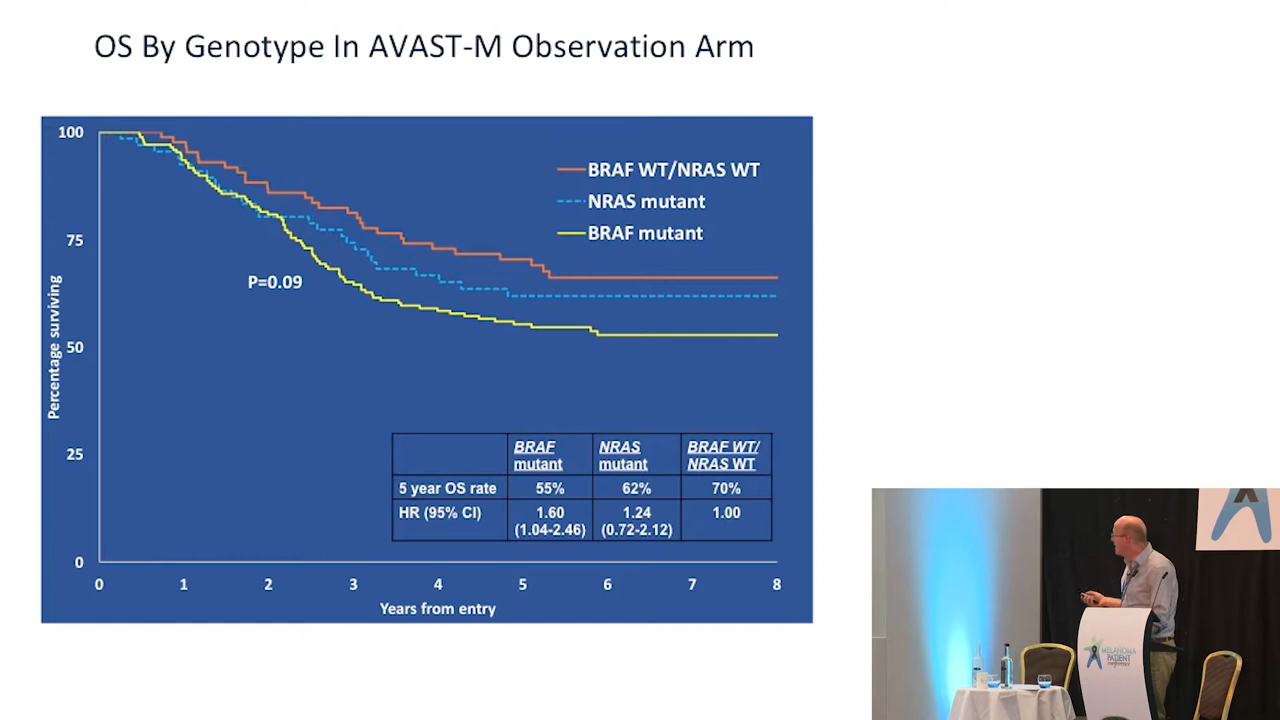 OS By Genotype In AVAST-M Observation Arm
100
75
50
25
0
Percentage surviving
BRAF WT/NRAS WT
NRAS mutant
BRAF mutant
P=0.09
BRAF mutant
NRAS mutant
BRAF WT/ NRAS WT
5 year OS rate
55%
62%
70%
HR (95% CI)
1.60
(1.04-2.46)
1.24
(0.72-2.12)
1.00
0 1 2 3 4 5 6 7 8
Years from entry
MELANOMA
PATIENT
conference